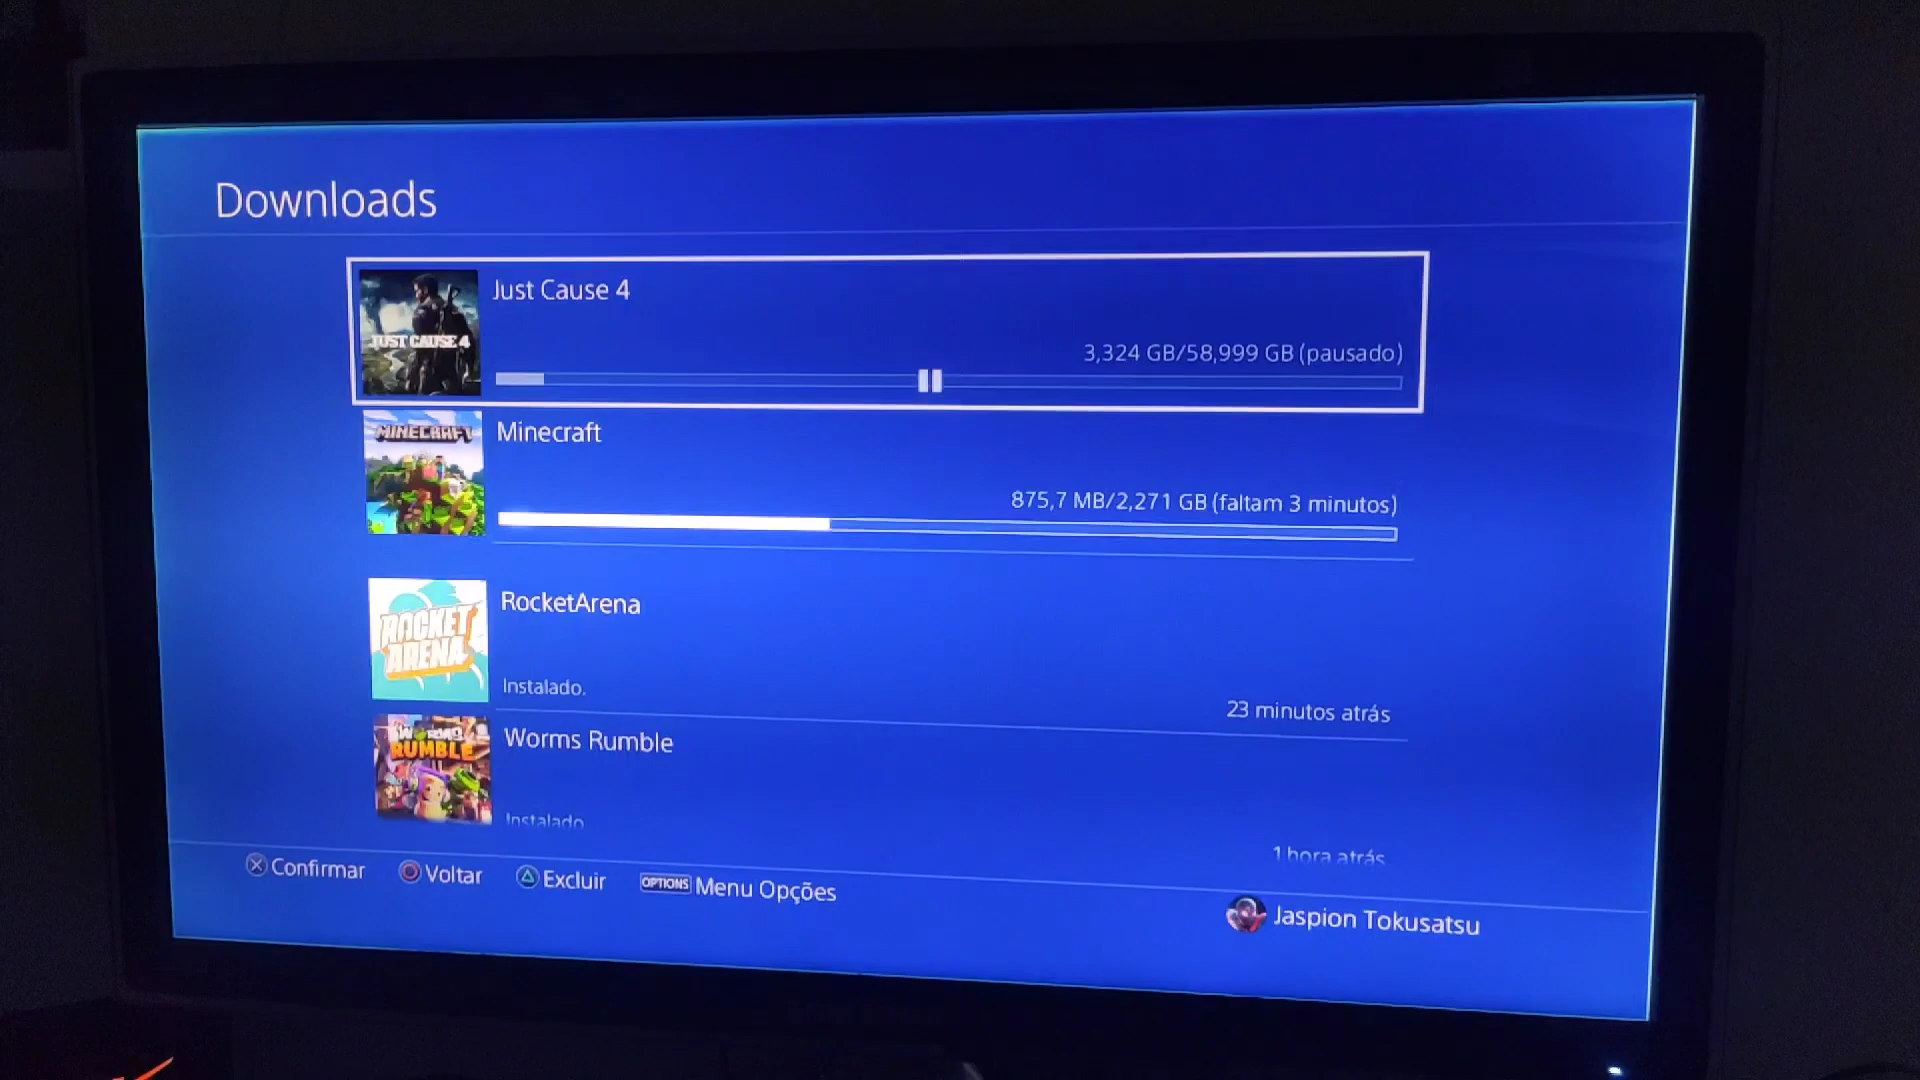 Downloads
Just Cause 4
JUST CAUSE 4
3,324 GB/58,999 GB (pausado)
MINECRAFT
Minecraft
875,7 MB/2,271 GB (faltam 3 minutos)
ROCKET
ARENA
RocketArena
Instalado.
23 minutos atrás
WORMS
RUMBLE
Worms Rumble
Instalado
1 hora atrás
Confirmar
Voltar
Excluir
OPTIONS Menu Opções
Jaspion Tokusatsu